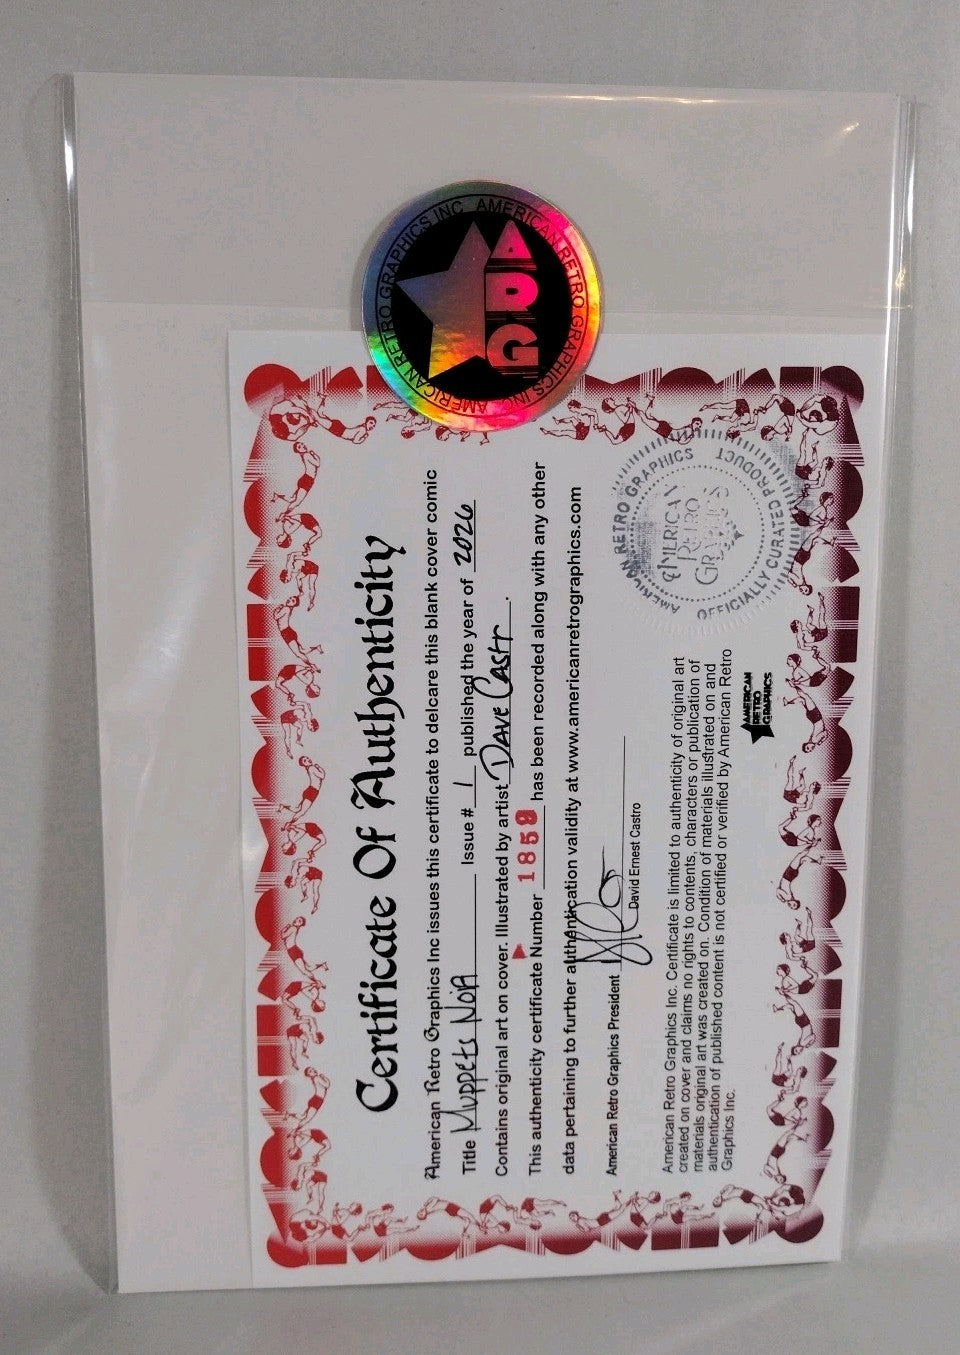 AMERICAN RETRO GRAPHICS INC AMERICAN RETRO GRAPHICS INC
ARG
Certificate Of Authenticity
American Retro Graphics Inc issues this certificate to delcare this blank cover comic
Title Muppets Noir Issue # 1 published the year of 2026
Contains original art on cover. Illustrated by artist Dave Castr.
This authenticity certificate Number 1859 has been recorded along with any other
data pertaining to further authentication validity at www.americanretrographics.com
American Retro Graphics President
David Ernest Castro
American Retro Graphics Inc. Certificate is limited to authenticity of original art
created on cover and claims no rights to contents, characters or publication of
materials original art was created on. Condition of materials illustrated on and
authentication of published content is not certified or verified by American Retro
Graphics Inc.
AMERICAN
RETRO
GRAPHICS
AMERICAN RETRO GRAPHICS
OFFICIALLY CURATED PRODUCT
AMERICAN
RETRO
GRAPHICS